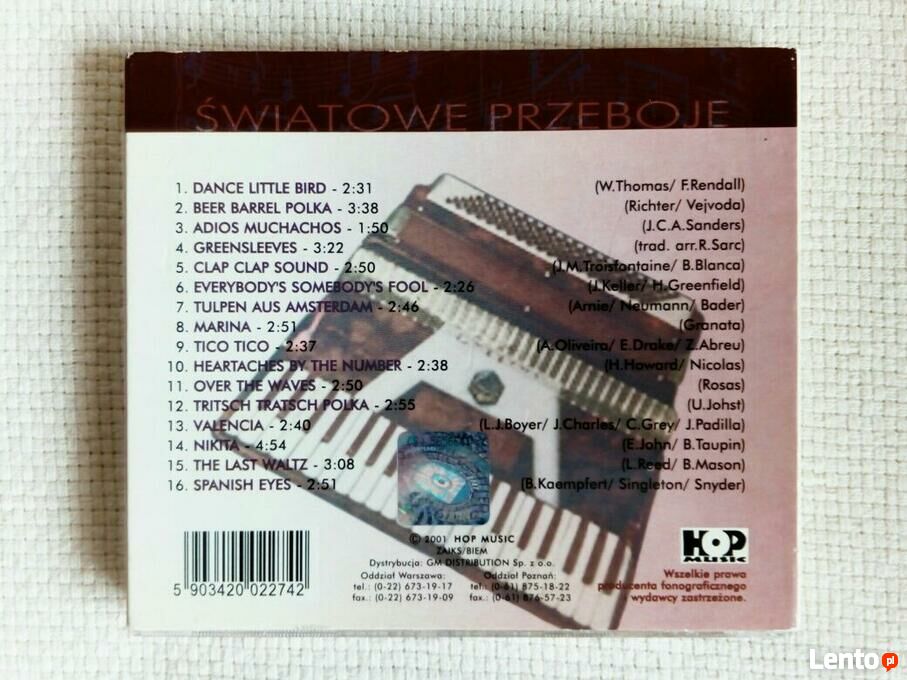 ŚWIATOWE PRZEBOJE
1. DANCE LITTLE BIRD - 2:31 (W.Thomas/ F.Rendall)
2. BEER BARREL POLKA - 3:38 (Richter/ Vejvoda)
3. ADIOS MUCHACHOS - 1:50 (J.C.A.Sanders)
4. GREENSLEEVES - 3:22 (trad. arr.R.Sarc)
5. CLAP CLAP SOUND - 2:50 (J.M.Troisfontaine/ B.Blanca)
6. EVERYBODY'S SOMEBODY'S FOOL - 2:26 (J.Keller/ H.Greenfield)
7. TULPEN AUS AMSTERDAM - 2:46 (Arnie/ Neumann/ Bader)
8. MARINA - 2:51 (Granata)
9. TICO TICO - 2:37 (A.Oliveira/ E.Drake/ Z.Abreu)
10. HEARTACHES BY THE NUMBER - 2:38 (H.Howard/ Nicolas)
11. OVER THE WAVES - 2:50 (Rosas)
12. TRITSCH TRATSCH POLKA - 2:55 (U.Johst)
13. VALENCIA - 2:40 (L.J.Boyer/ J.Charles/ C.Grey/ J.Padilla)
14. NIKITA - 4:54 (E.John/ B.Taupin)
15. THE LAST WALTZ - 3:08 (L.Reed/ B.Mason)
16. SPANISH EYES - 2:51 (B.Kaempfert/ Singleton/ Snyder)
© 2001 HOP MUSIC
ZAIKS/BIEM
Dystrybucja: GM DISTRIBUTION Sp. z o.o.
Oddział Warszawa: Oddział Poznań:
tel.: (0-22) 673-19-17 tel.: (0-61) 875-18-22
fax.: (0-22) 673-19-09 fax.: (0-61) 876-57-23
5 903420 022742
HOP
MUSIC
Wszelkie prawa
producenta fonograficznego
wydawcy zastrzeżone.
Lento pl